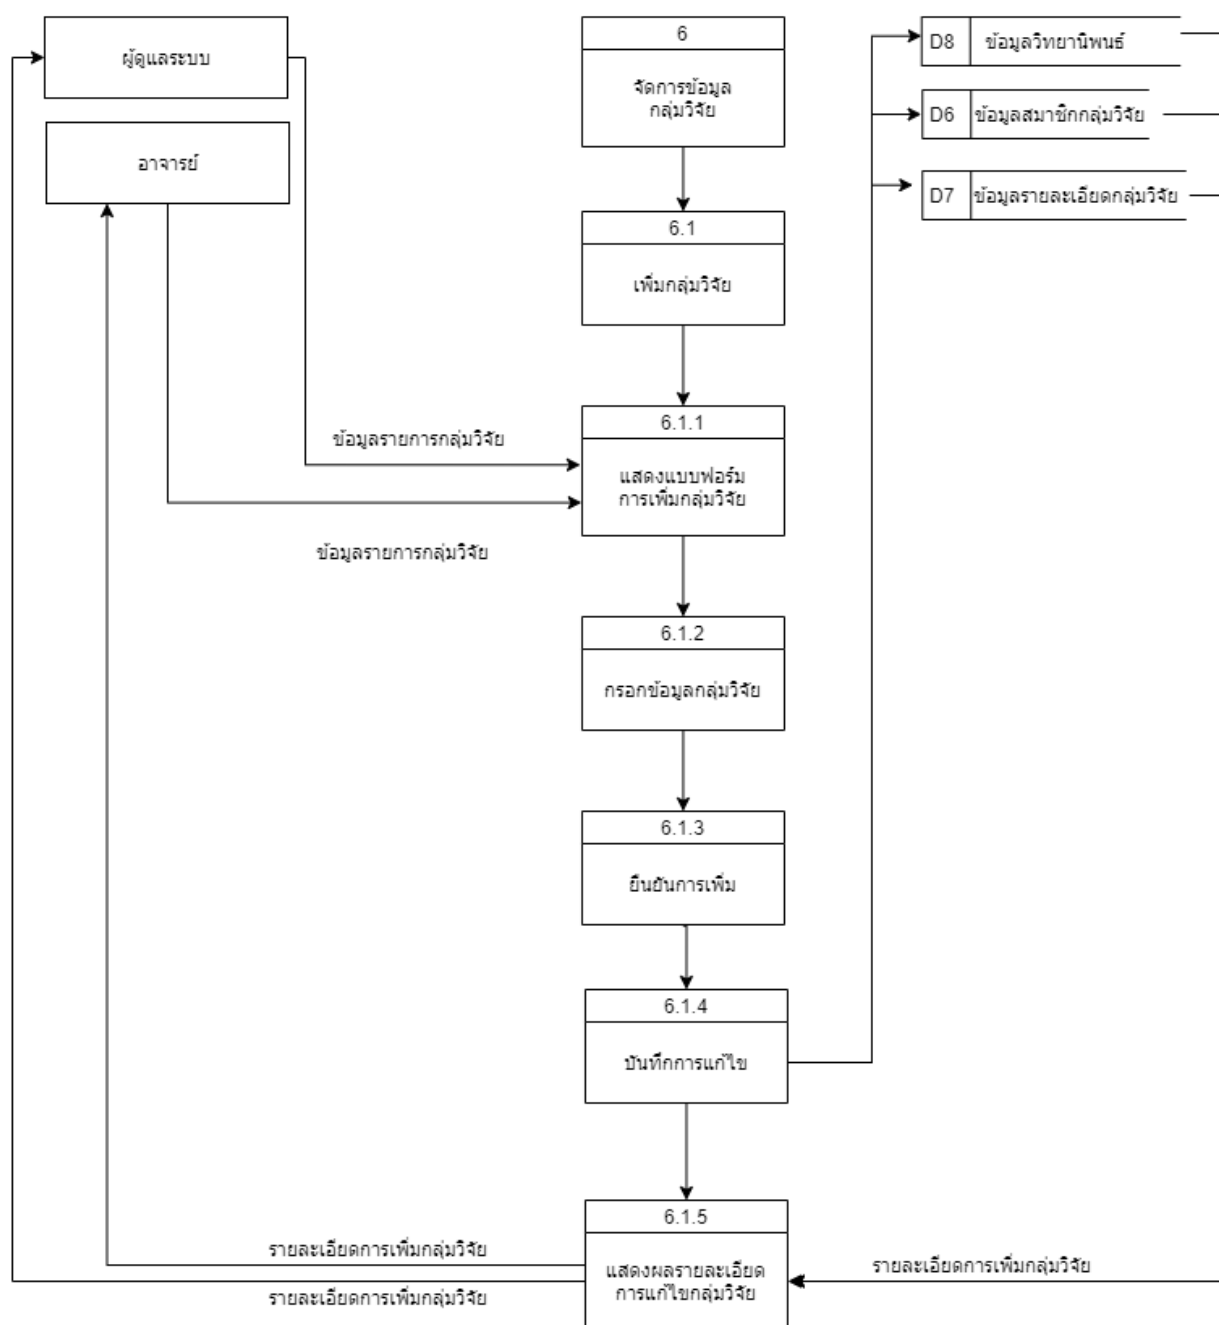 ผู้ดูแลระบบ
อาจารย์
6
จัดการข้อมูล
กลุ่มวิจัย
D8
ข้อมูลวิทยานิพนธ์
D6
ข้อมูลสมาชิกกลุ่มวิจัย
D7
ข้อมูลรายละเอียดกลุ่มวิจัย
6.1
เพิ่มกลุ่มวิจัย
6.1.1
แสดงแบบฟอร์ม
การเพิ่มกลุ่มวิจัย
ข้อมูลรายการกลุ่มวิจัย
ข้อมูลรายการกลุ่มวิจัย
6.1.2
กรอกข้อมูลกลุ่มวิจัย
6.1.3
ยืนยันการเพิ่ม
6.1.4
บันทึกการแก้ไข
6.1.5
แสดงผลรายละเอียด
การแก้ไขกลุ่มวิจัย
รายละเอียดการเพิ่มกลุ่มวิจัย
รายละเอียดการเพิ่มกลุ่มวิจัย
รายละเอียดการเพิ่มกลุ่มวิจัย